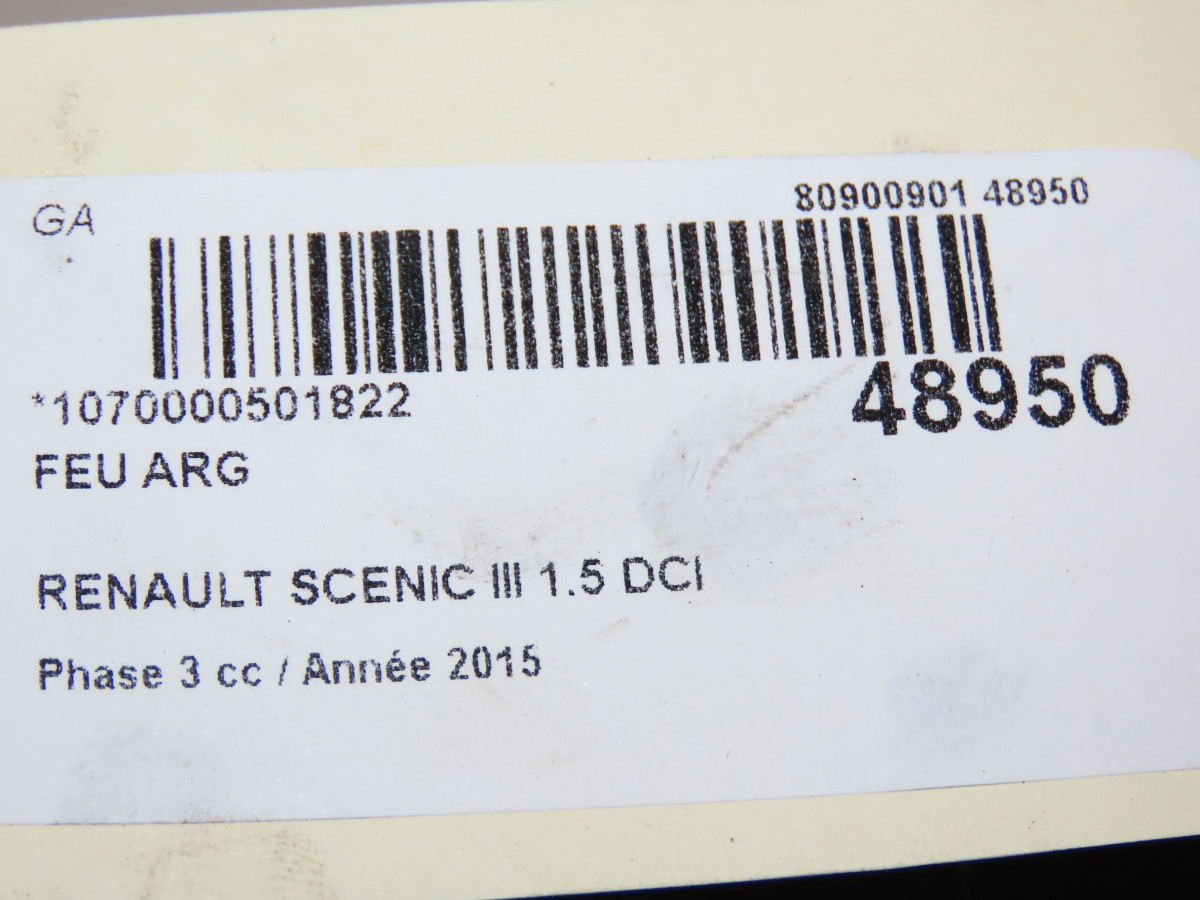 GA
80900901 48950
*1070000501822
48950
FEU ARG
RENAULT SCENIC III 1.5 DCI
Phase 3 cc / Année 2015